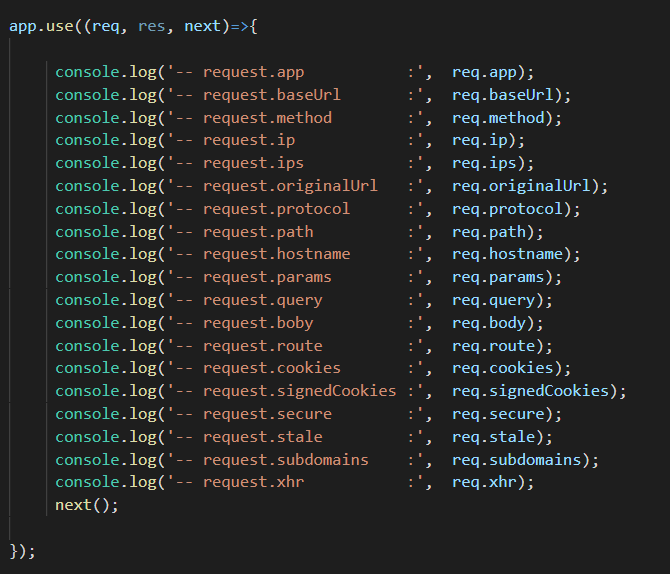 app.use((req, res, next)=>{
console.log('-- request.app           :',  req.app);
console.log('-- request.baseUrl       :',  req.baseUrl);
console.log('-- request.method        :',  req.method);
console.log('-- request.ip            :',  req.ip);
console.log('-- request.ips           :',  req.ips);
console.log('-- request.originalUrl   :',  req.originalUrl);
console.log('-- request.protocol      :',  req.protocol);
console.log('-- request.path          :',  req.path);
console.log('-- request.hostname      :',  req.hostname);
console.log('-- request.params        :',  req.params);
console.log('-- request.query         :',  req.query);
console.log('-- request.boby          :',  req.body);
console.log('-- request.route         :',  req.route);
console.log('-- request.cookies       :',  req.cookies);
console.log('-- request.signedCookies :',  req.signedCookies);
console.log('-- request.secure        :',  req.secure);
console.log('-- request.stale         :',  req.stale);
console.log('-- request.subdomains    :',  req.subdomains);
console.log('-- request.xhr           :',  req.xhr);
next();
});